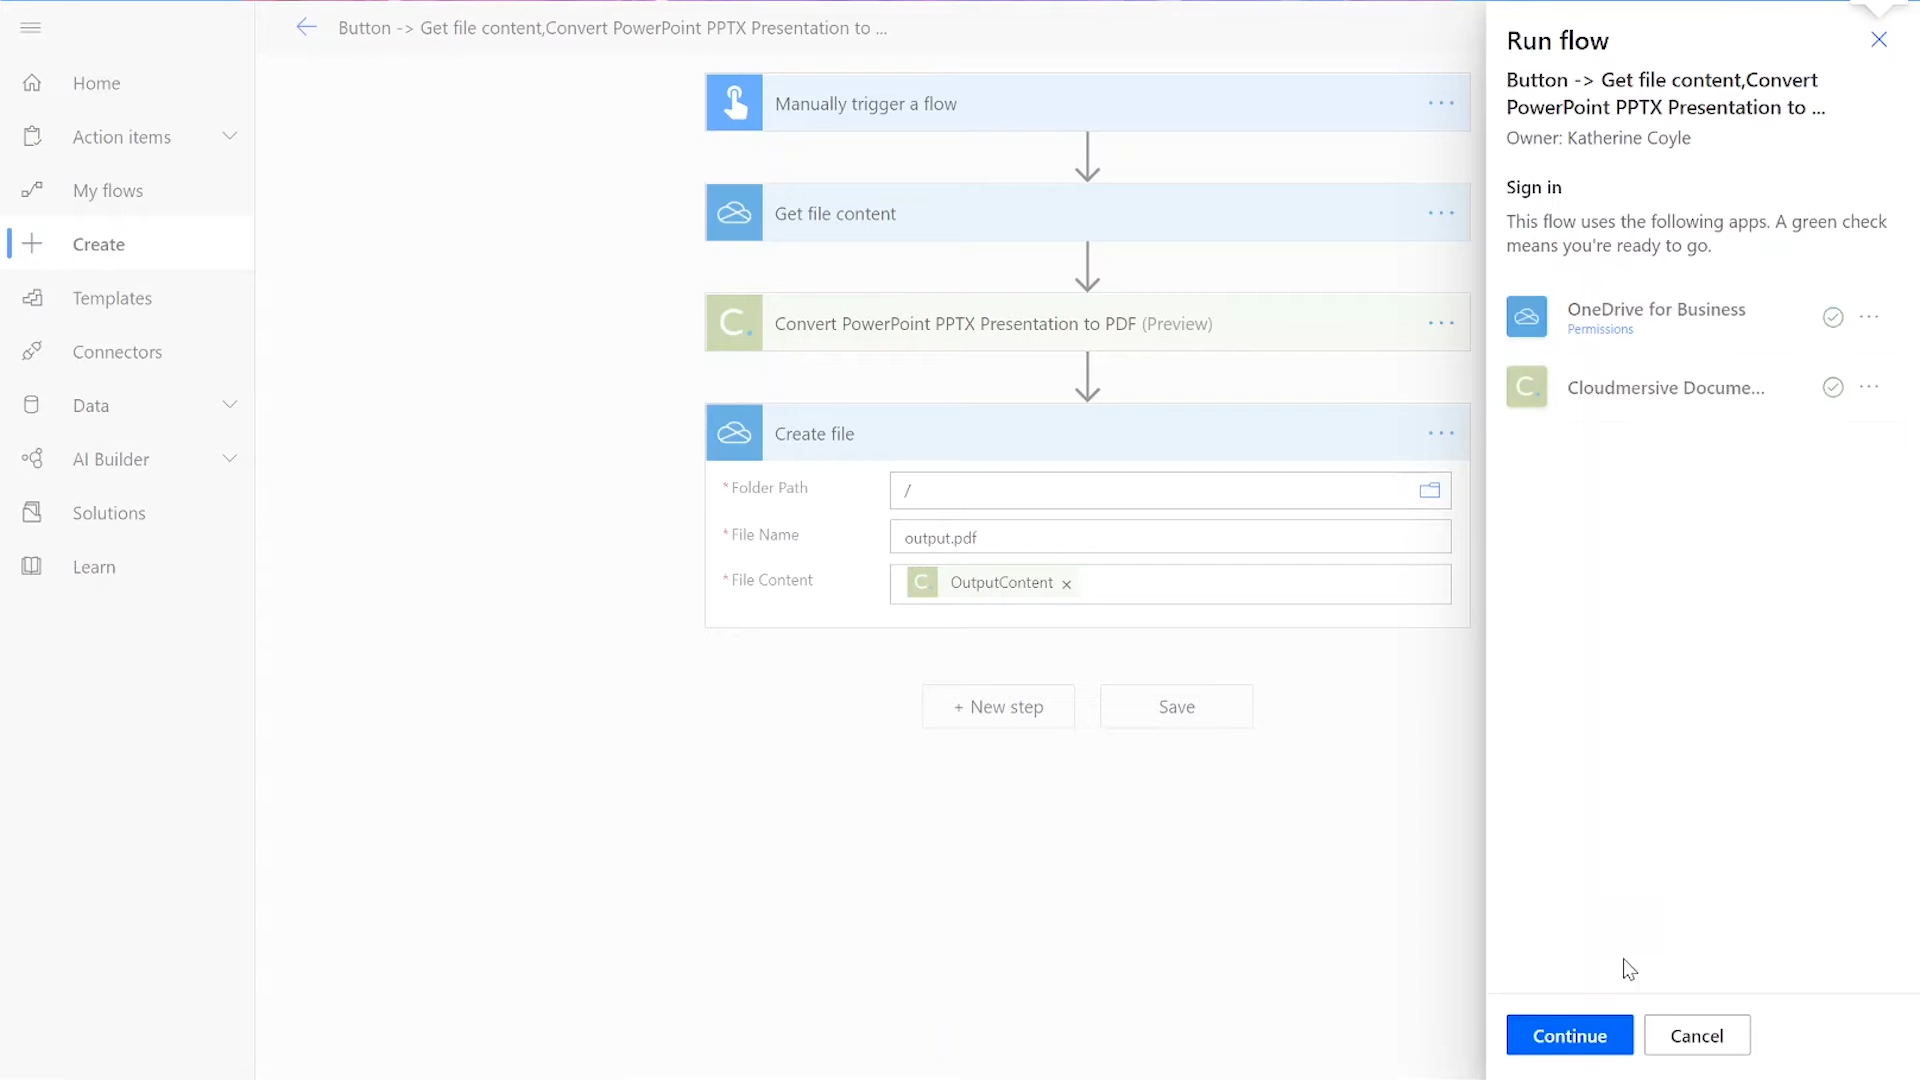 Button -> Get file content,Convert PowerPoint PPTX Presentation to ...
Home
Action items
My flows
Create
Templates
Connectors
Data
AI Builder
Solutions
Learn
Manually trigger a flow
Get file content
C.
Convert PowerPoint PPTX Presentation to PDF (Preview)
Create file
* Folder Path
/
* File Name
output.pdf
* File Content
C. OutputContent ×
+ New step
Save
Run flow
Button -> Get file content,Convert
PowerPoint PPTX Presentation to ...
Owner: Katherine Coyle
Sign in
This flow uses the following apps. A green check
means you're ready to go.
OneDrive for Business
Permissions
C.
Cloudmersive Docume...
Continue
Cancel